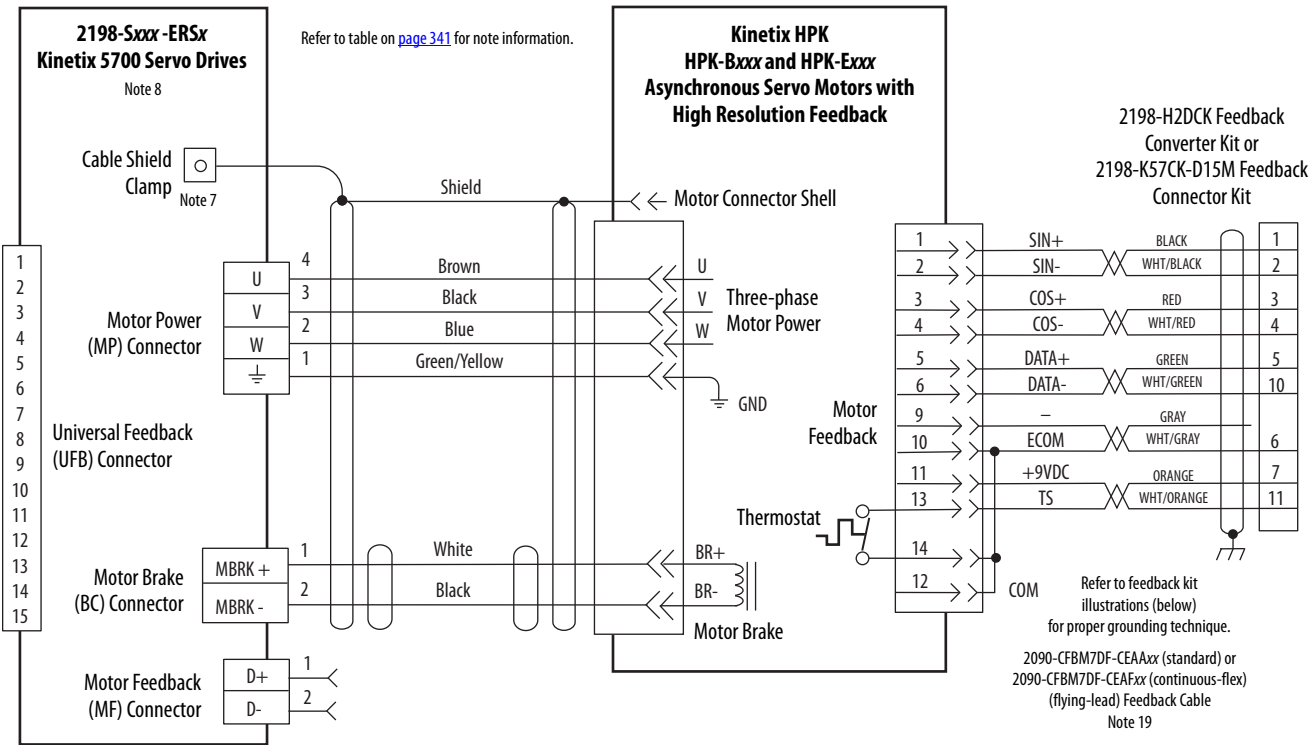 2198-Sxxx -ERSx
Kinetix 5700 Servo Drives
Note 8
Refer to table on page 341 for note information.
Kinetix HPK
HPK-Bxxx and HPK-Exxx
Asynchronous Servo Motors with
High Resolution Feedback
2198-H2DCK Feedback
Converter Kit or
2198-K57CK-D15M Feedback
Connector Kit
Cable Shield
Clamp
Note 7
Shield
Motor Connector Shell
1
2
3
4
5
6
7
8
9
10
11
12
13
14
15
Universal Feedback
(UFB) Connector
Motor Power
(MP) Connector
U
V
W
4
3
2
1
Brown
Black
Blue
Green/Yellow
U
V
W
Three-phase
Motor Power
GND
Motor Brake
(BC) Connector
MBRK +
MBRK -
1
2
White
Black
BR+
BR-
Motor Brake
Motor Feedback
(MF) Connector
D+
D-
1
2
Motor
Feedback
Thermostat
1 SIN+ BLACK 1
2 SIN- WHT/BLACK 2
3 COS+ RED 3
4 COS- WHT/RED 4
5 DATA+ GREEN 5
6 DATA- WHT/GREEN 10
9 – GRAY
10 ECOM WHT/GRAY 6
11 +9VDC ORANGE 7
13 TS WHT/ORANGE 11
14
12 COM
Refer to feedback kit
illustrations (below)
for proper grounding technique.
2090-CFBM7DF-CEAAxx (standard) or
2090-CFBM7DF-CEAFxx (continuous-flex)
(flying-lead) Feedback Cable
Note 19